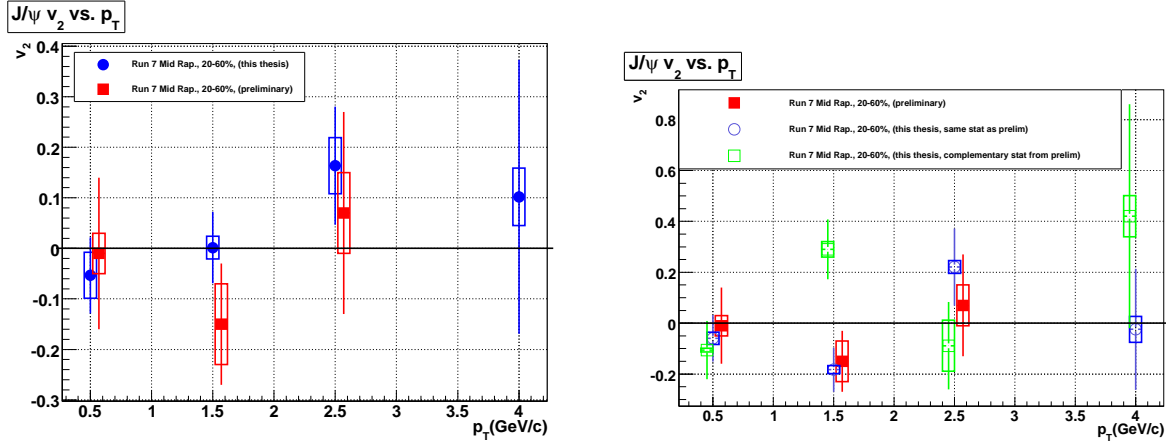 J/ψ v2 vs. pT
v2
0.4
0.3
0.2
0.1
0
-0.1
-0.2
-0.3
Run 7 Mid Rap., 20-60%, (this thesis)
Run 7 Mid Rap., 20-60%, (preliminary)
0.5 1 1.5 2 2.5 3 3.5 4
pT(GeV/c)
J/ψ v2 vs. pT
v2
0.8
0.6
0.4
0.2
0
-0.2
Run 7 Mid Rap., 20-60%, (preliminary)
Run 7 Mid Rap., 20-60%, (this thesis, same stat as prelim)
Run 7 Mid Rap., 20-60%, (this thesis, complementary stat from prelim)
0.5 1 1.5 2 2.5 3 3.5 4
pT(GeV/c)